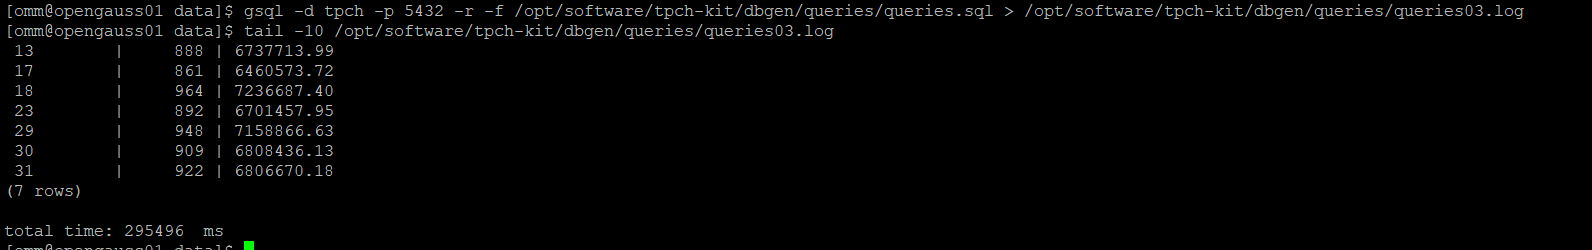 [omm@opengauss01 data]$ gsql -d tpch -p 5432 -r -f /opt/software/tpch-kit/dbgen/queries/queries.sql > /opt/software/tpch-kit/dbgen/queries/queries03.log
[omm@opengauss01 data]$ tail -10 /opt/software/tpch-kit/dbgen/queries/queries03.log
13 | 888 | 6737713.99
17 | 861 | 6460573.72
18 | 964 | 7236687.40
23 | 892 | 6701457.95
29 | 948 | 7158866.63
30 | 909 | 6808436.13
31 | 922 | 6806670.18
(7 rows)
total time: 295496 ms
[omm@opengauss01 data]$